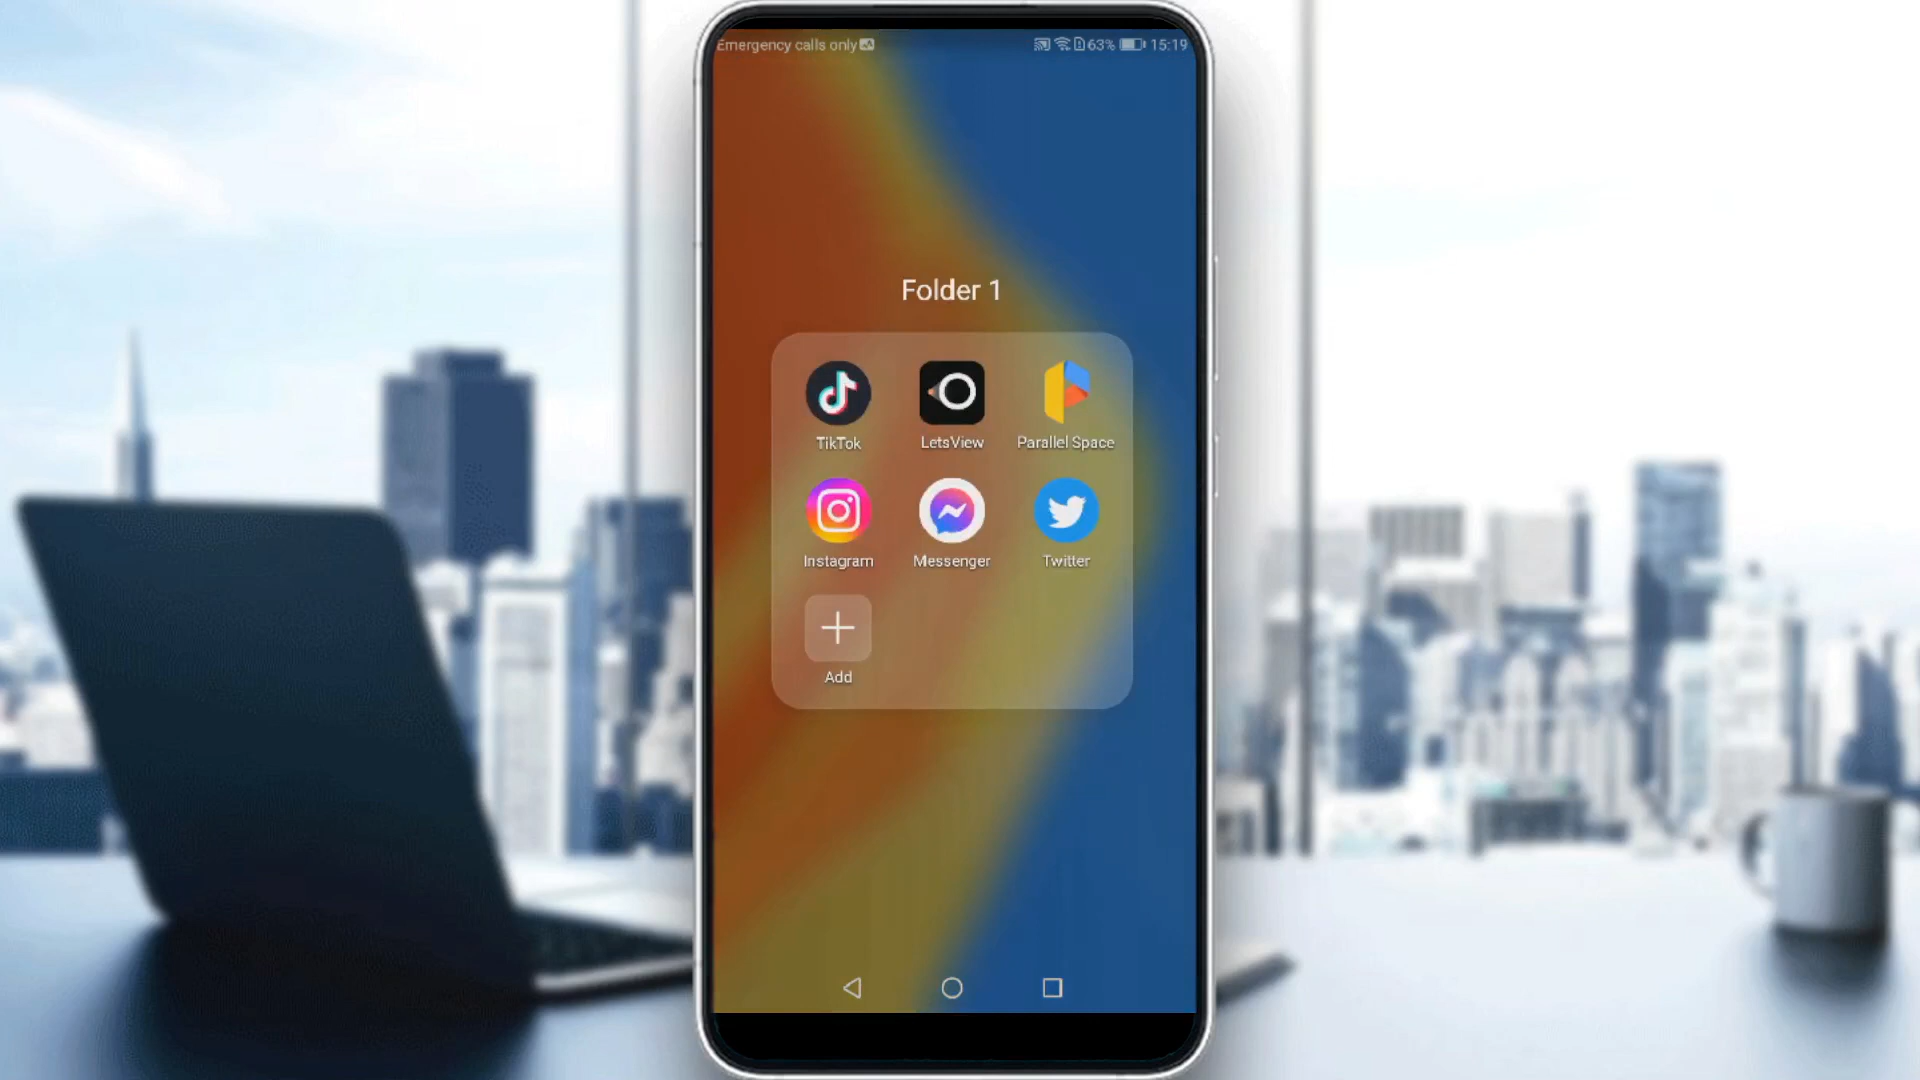 Emergency calls only 63% 15:19
Folder 1
TikTok LetsView Parallel Space
Instagram Messenger Twitter
Add